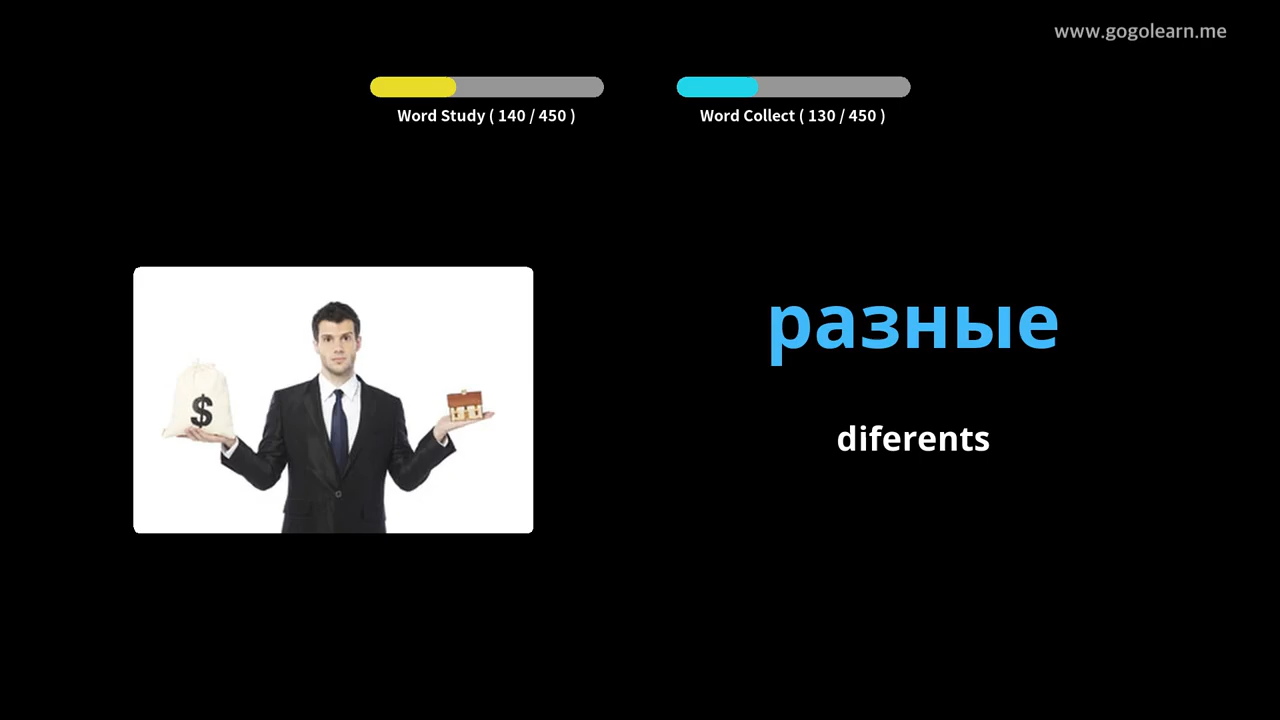 www.gogolearn.me
Word Study ( 140 / 450 )
Word Collect ( 130 / 450 )
разные
$
diferents